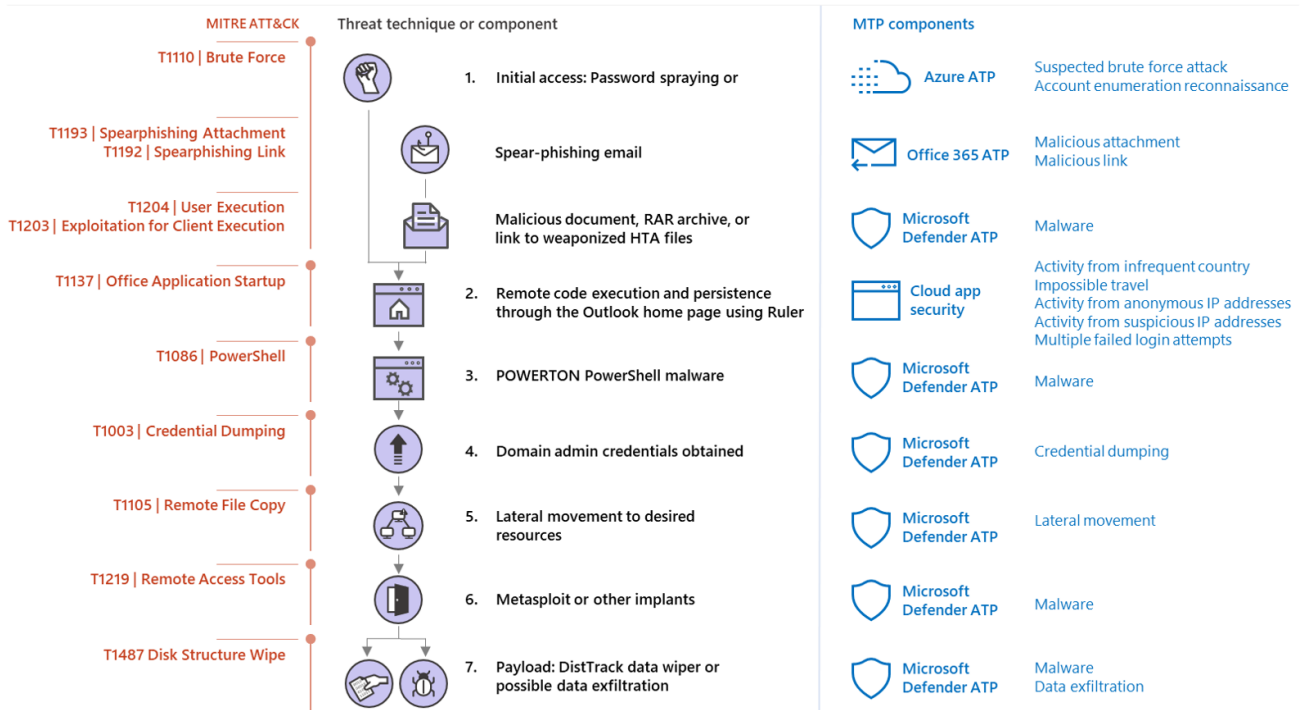 MITRE ATT&CK
Threat technique or component
MTP components
T1110 | Brute Force
1. Initial access: Password spraying or
Azure ATP
Suspected brute force attack
Account enumeration reconnaissance
T1193 | Spearphishing Attachment
T1192 | Spearphishing Link
Spear-phishing email
Office 365 ATP
Malicious attachment
Malicious link
T1204 | User Execution
T1203 | Exploitation for Client Execution
Malicious document, RAR archive, or
link to weaponized HTA files
Microsoft
Defender ATP
Malware
T1137 | Office Application Startup
2. Remote code execution and persistence
through the Outlook home page using Ruler
Cloud app
security
Activity from infrequent country
Impossible travel
Activity from anonymous IP addresses
Activity from suspicious IP addresses
Multiple failed login attempts
T1086 | PowerShell
3. POWERTON PowerShell malware
Microsoft
Defender ATP
Malware
T1003 | Credential Dumping
4. Domain admin credentials obtained
Microsoft
Defender ATP
Credential dumping
T1105 | Remote File Copy
5. Lateral movement to desired
resources
Microsoft
Defender ATP
Lateral movement
T1219 | Remote Access Tools
6. Metasploit or other implants
Microsoft
Defender ATP
Malware
T1487 Disk Structure Wipe
7. Payload: DistTrack data wiper or
possible data exfiltration
Microsoft
Defender ATP
Malware
Data exfiltration